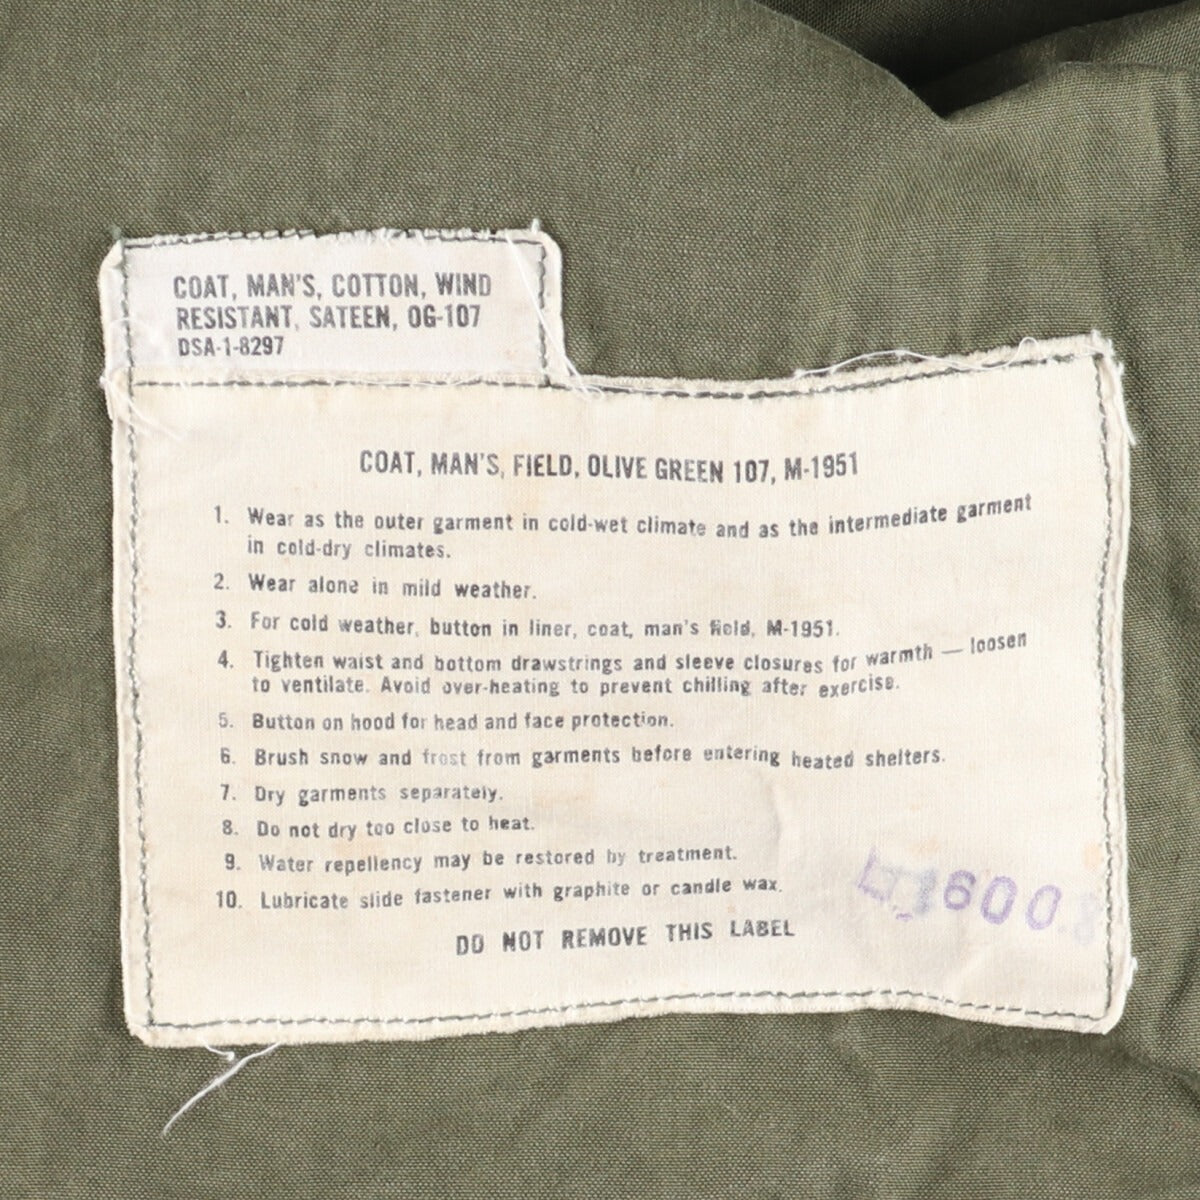 COAT, MAN'S, COTTON, WIND
RESISTANT, SATEEN, OG-107
DSA-1-8297
COAT, MAN'S, FIELD, OLIVE GREEN 107, M-1951
1. Wear as the outer garment in cold-wet climate and as the intermediate garment
in cold-dry climates.
2. Wear alone in mild weather.
3. For cold weather, button in liner, coat, man's field, M-1951.
4. Tighten waist and bottom drawstrings and sleeve closures for warmth — loosen
to ventilate. Avoid over-heating to prevent chilling after exercise.
5. Button on hood for head and face protection.
6. Brush snow and frost from garments before entering heated shelters.
7. Dry garments separately.
8. Do not dry too close to heat.
9. Water repellency may be restored by treatment.
10. Lubricate slide fastener with graphite or candle wax.
DO NOT REMOVE THIS LABEL